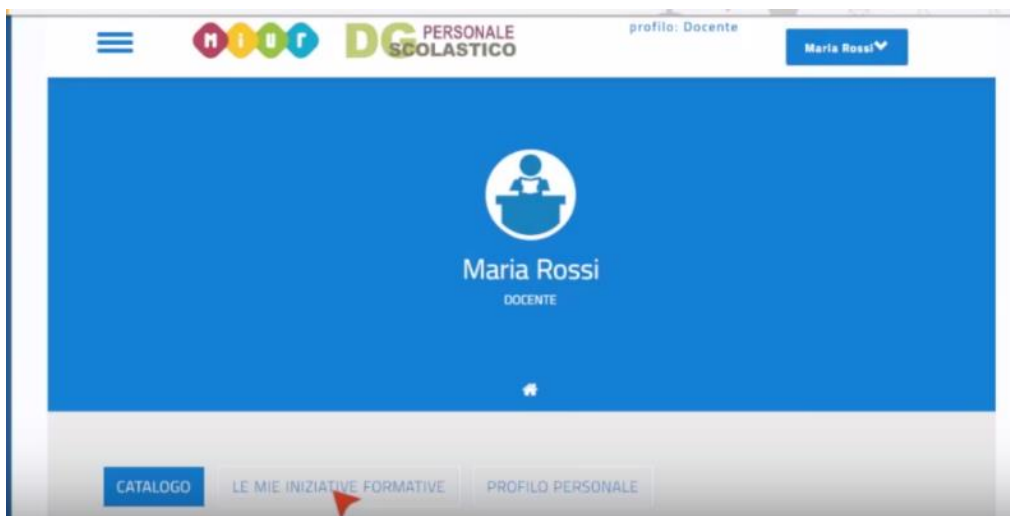 profilo: Docente
MIUR
DG PERSONALE
SCOLASTICO
Maria Rossi
Maria Rossi
DOCENTE
CATALOGO
LE MIE INIZIATIVE FORMATIVE
PROFILO PERSONALE